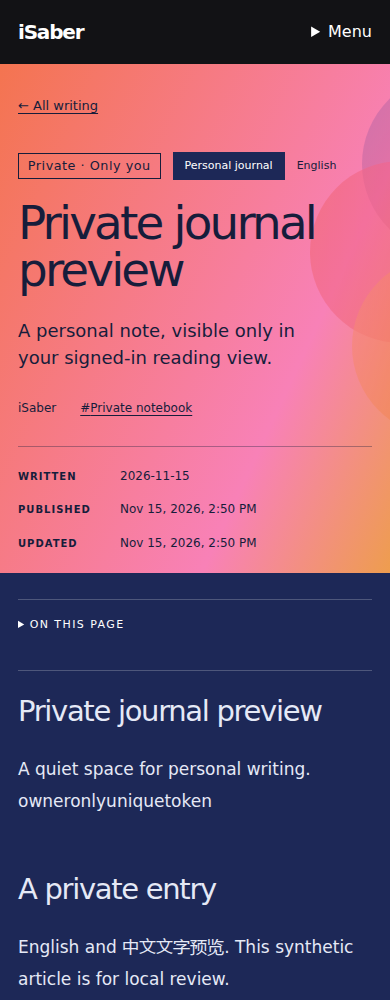 iSaber
▶ Menu
← All writing
Private · Only you
Personal journal
English
Private journal
preview
A personal note, visible only in
your signed-in reading view.
iSaber
#Private notebook
WRITTEN 2026-11-15
PUBLISHED Nov 15, 2026, 2:50 PM
UPDATED Nov 15, 2026, 2:50 PM
▶ ON THIS PAGE
Private journal preview
A quiet space for personal writing.
owneronlyuniquetoken
A private entry
English and 中文文字预览. This synthetic
article is for local review.